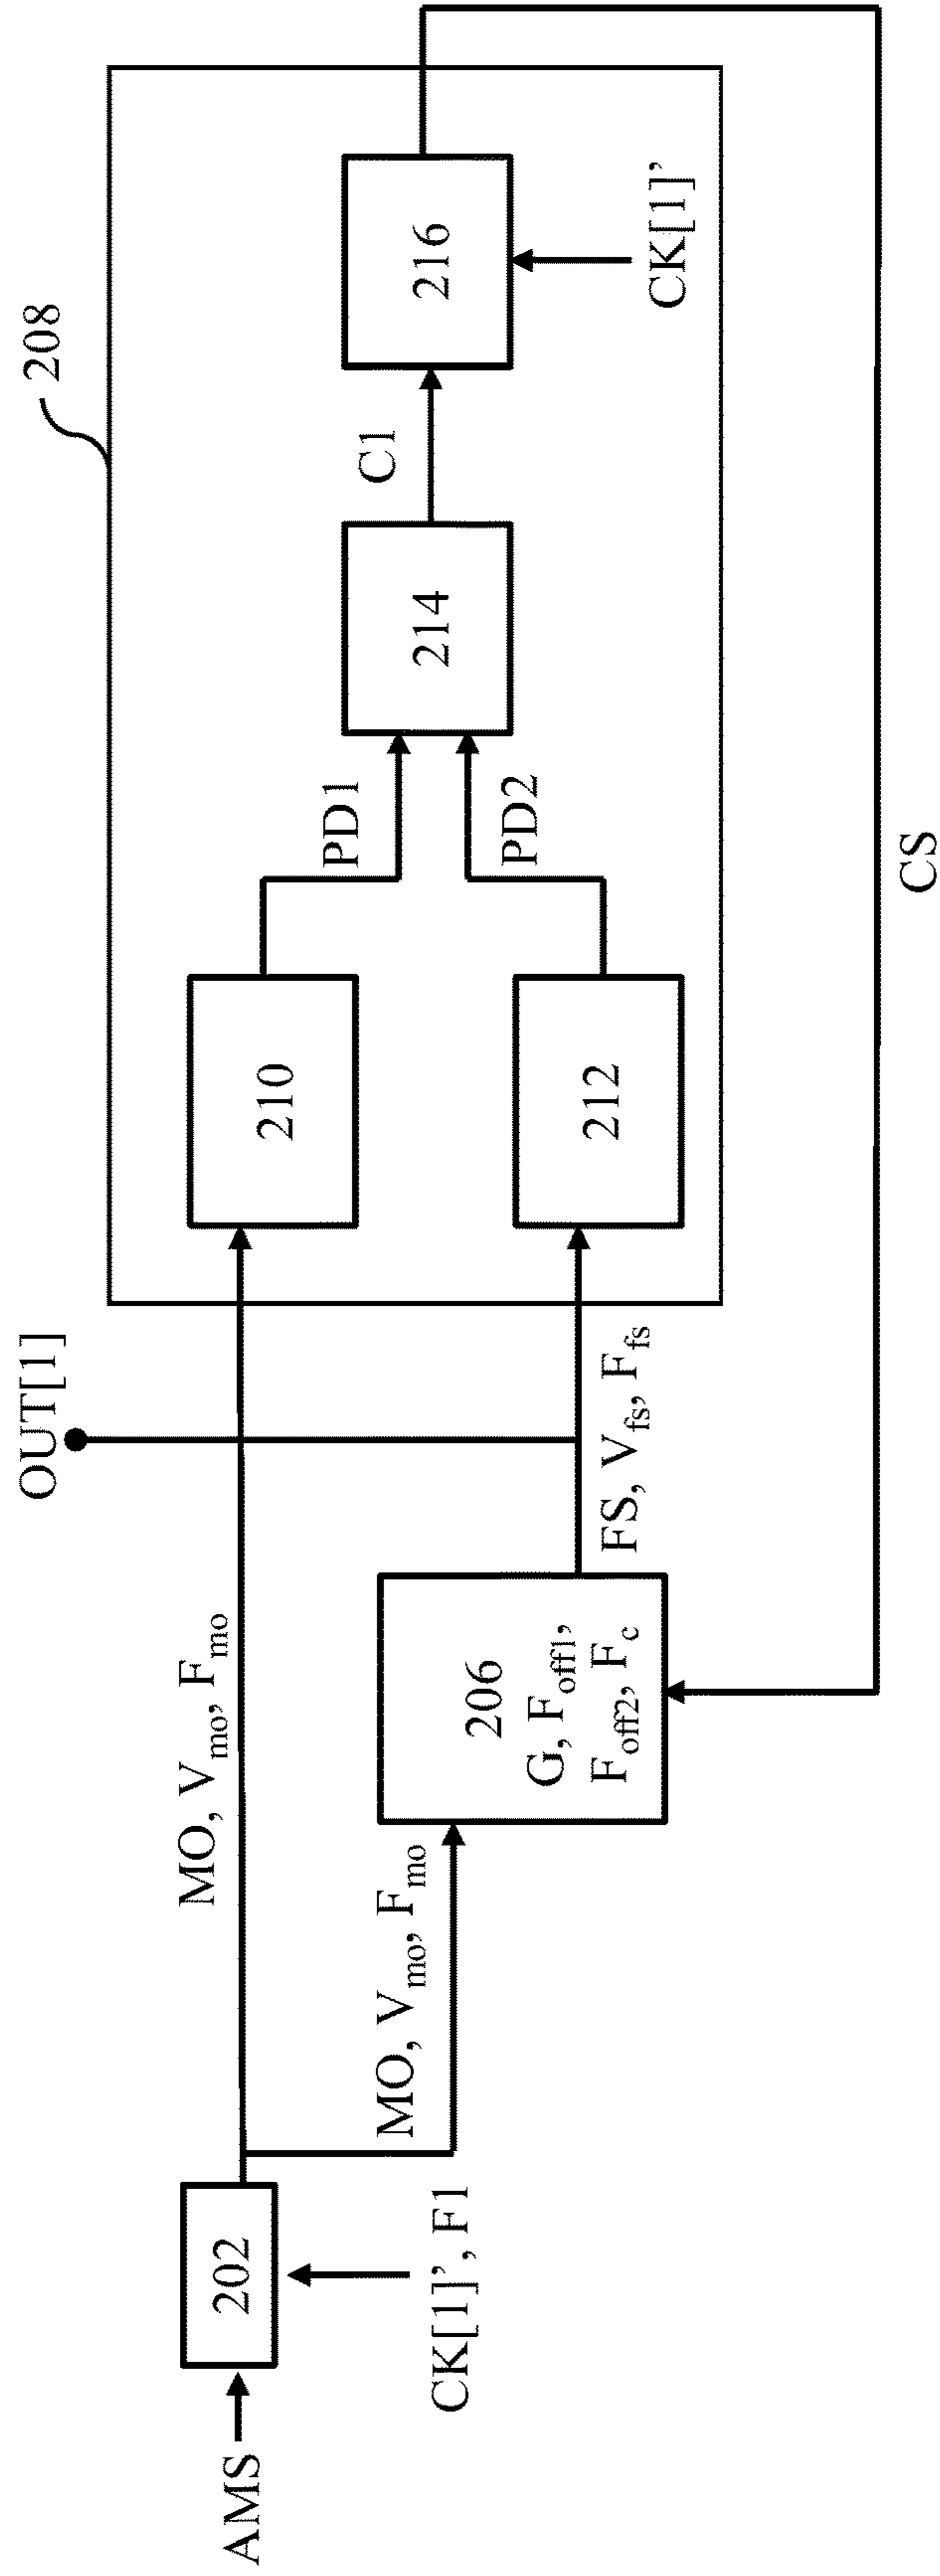 208
OUT[1]
MO, Vmo, Fmo
210
PD1
C1
216
214
AMS
202
MO, Vmo, Fmo
206
G, Foff1,
Foff2, Fc
FS, Vfs, Ffs
212
PD2
CK[1]’
CK[1]’, F1
CS